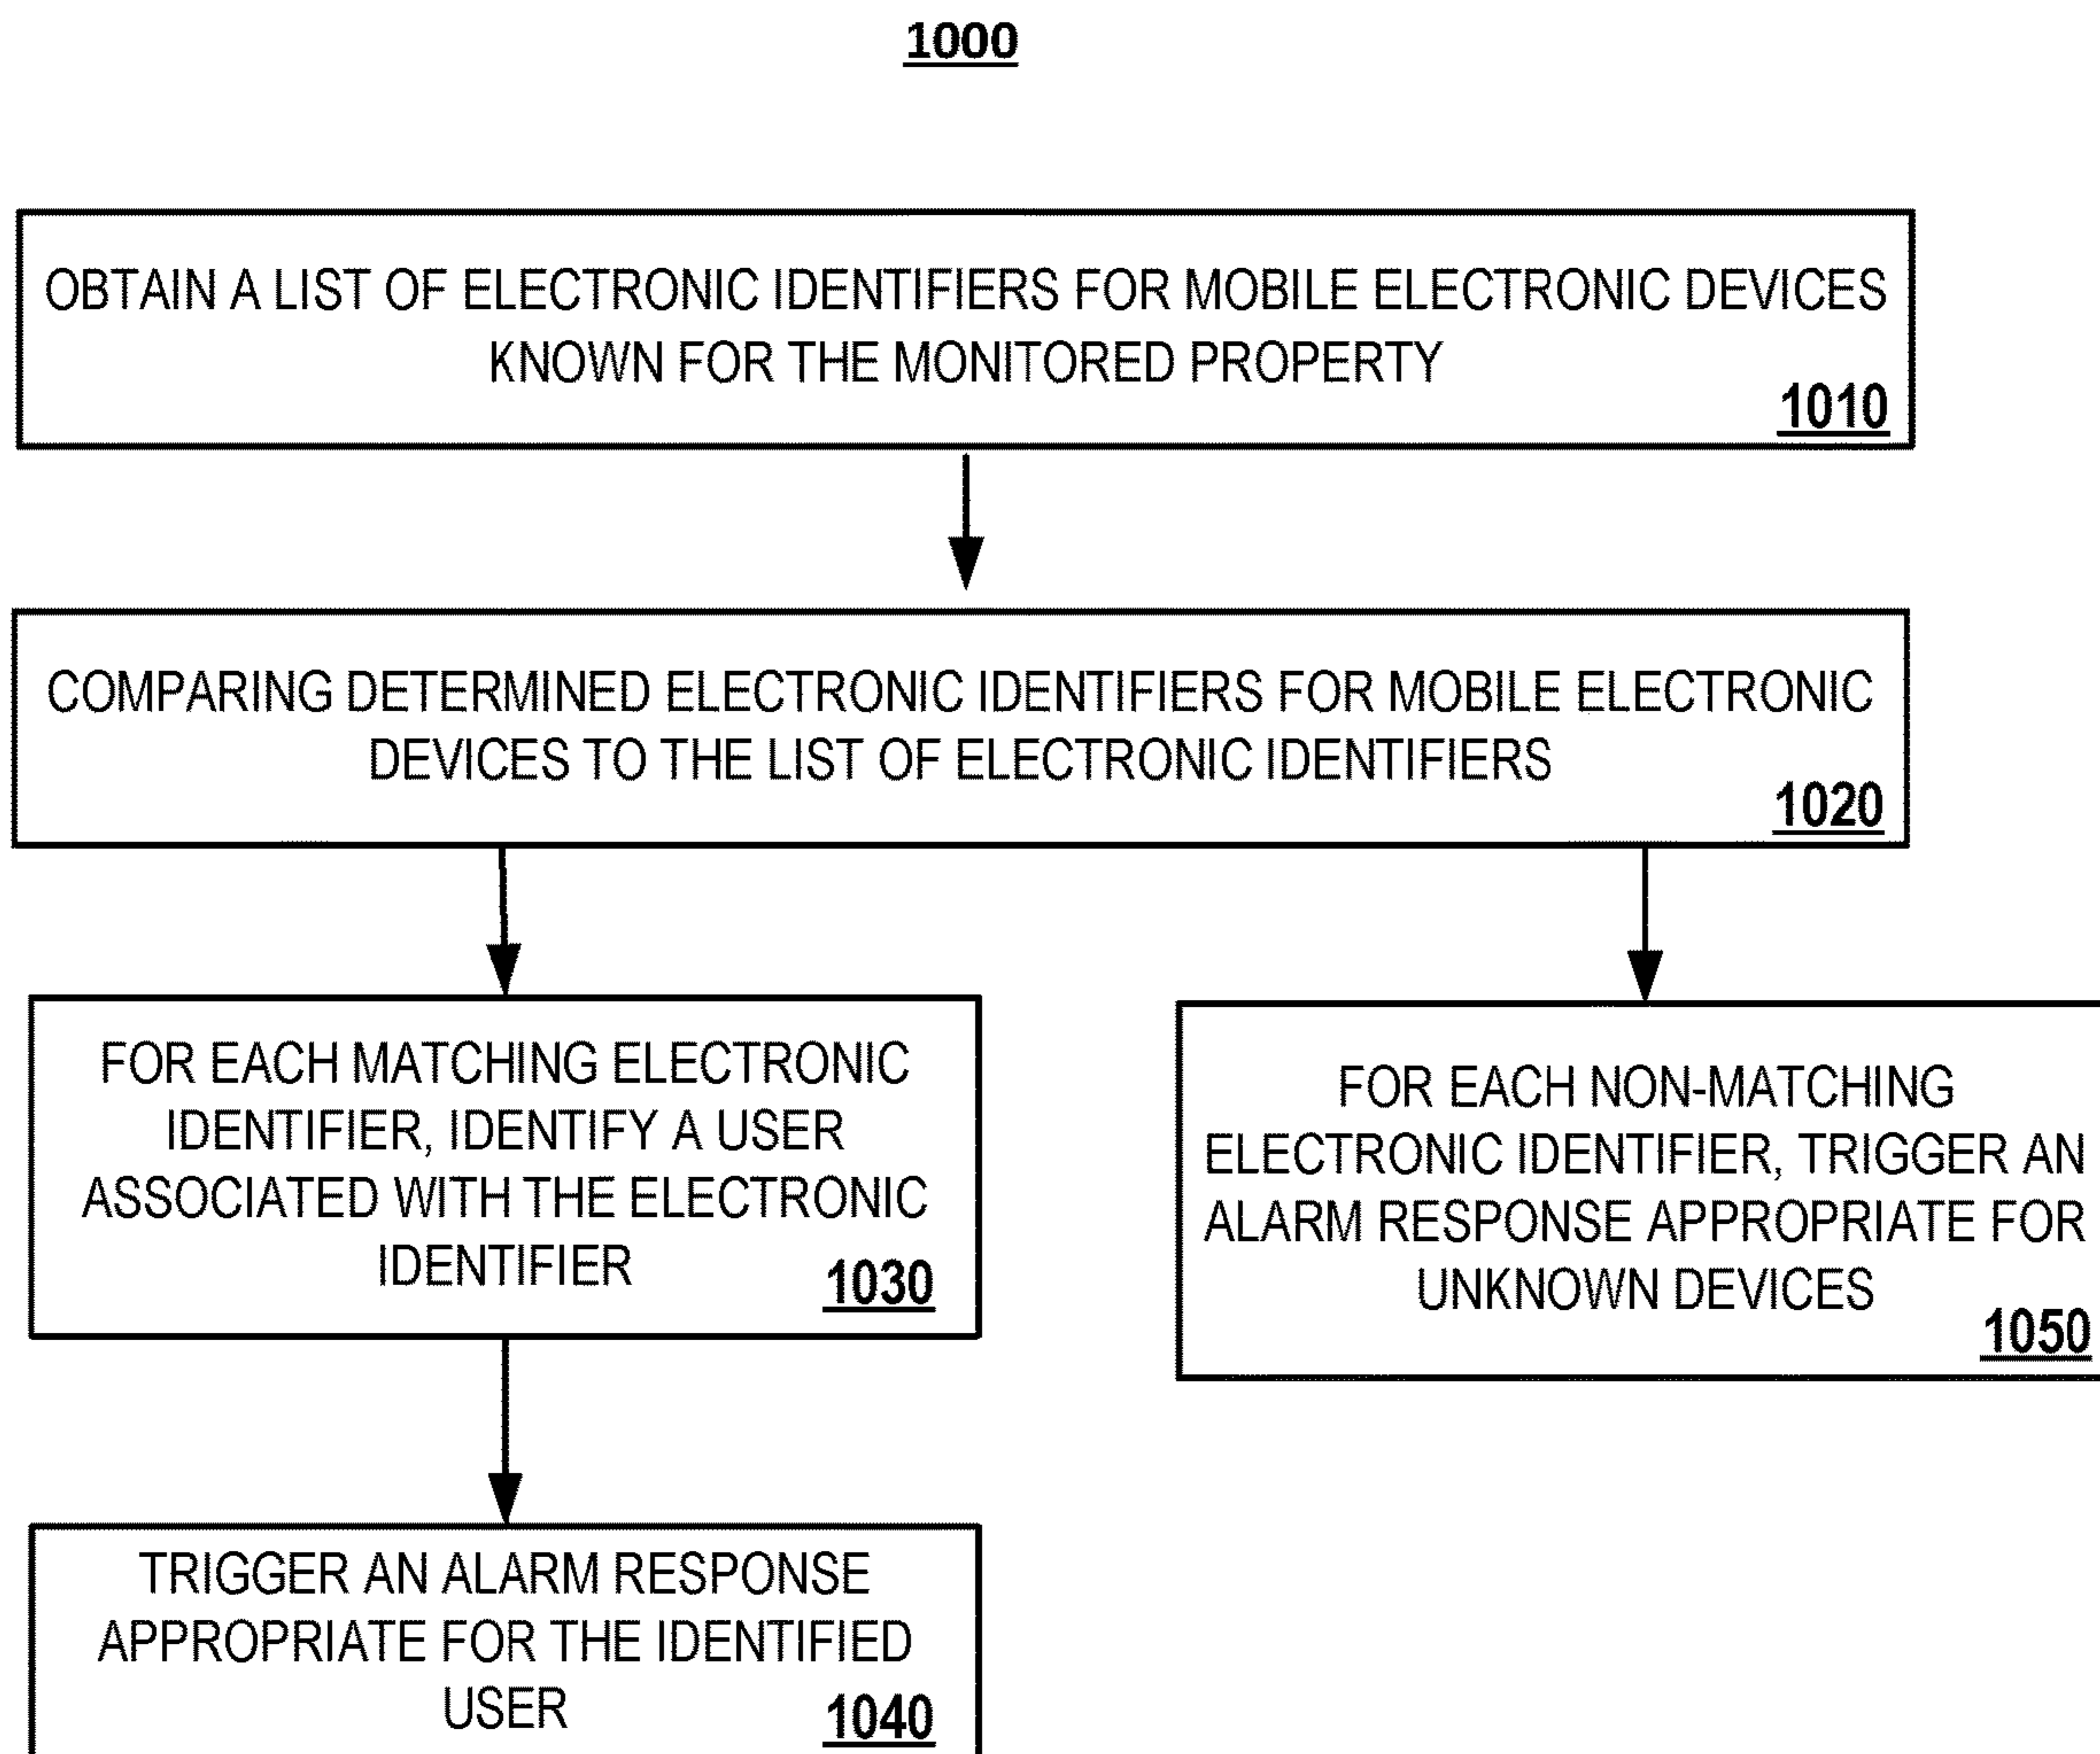 1000
OBTAIN A LIST OF ELECTRONIC IDENTIFIERS FOR MOBILE ELECTRONIC DEVICES
KNOWN FOR THE MONITORED PROPERTY
1010
COMPARING DETERMINED ELECTRONIC IDENTIFIERS FOR MOBILE ELECTRONIC
DEVICES TO THE LIST OF ELECTRONIC IDENTIFIERS
1020
FOR EACH MATCHING ELECTRONIC
IDENTIFIER, IDENTIFY A USER
ASSOCIATED WITH THE ELECTRONIC
IDENTIFIER
1030
FOR EACH NON-MATCHING
ELECTRONIC IDENTIFIER, TRIGGER AN
ALARM RESPONSE APPROPRIATE FOR
UNKNOWN DEVICES
1050
TRIGGER AN ALARM RESPONSE
APPROPRIATE FOR THE IDENTIFIED
USER
1040